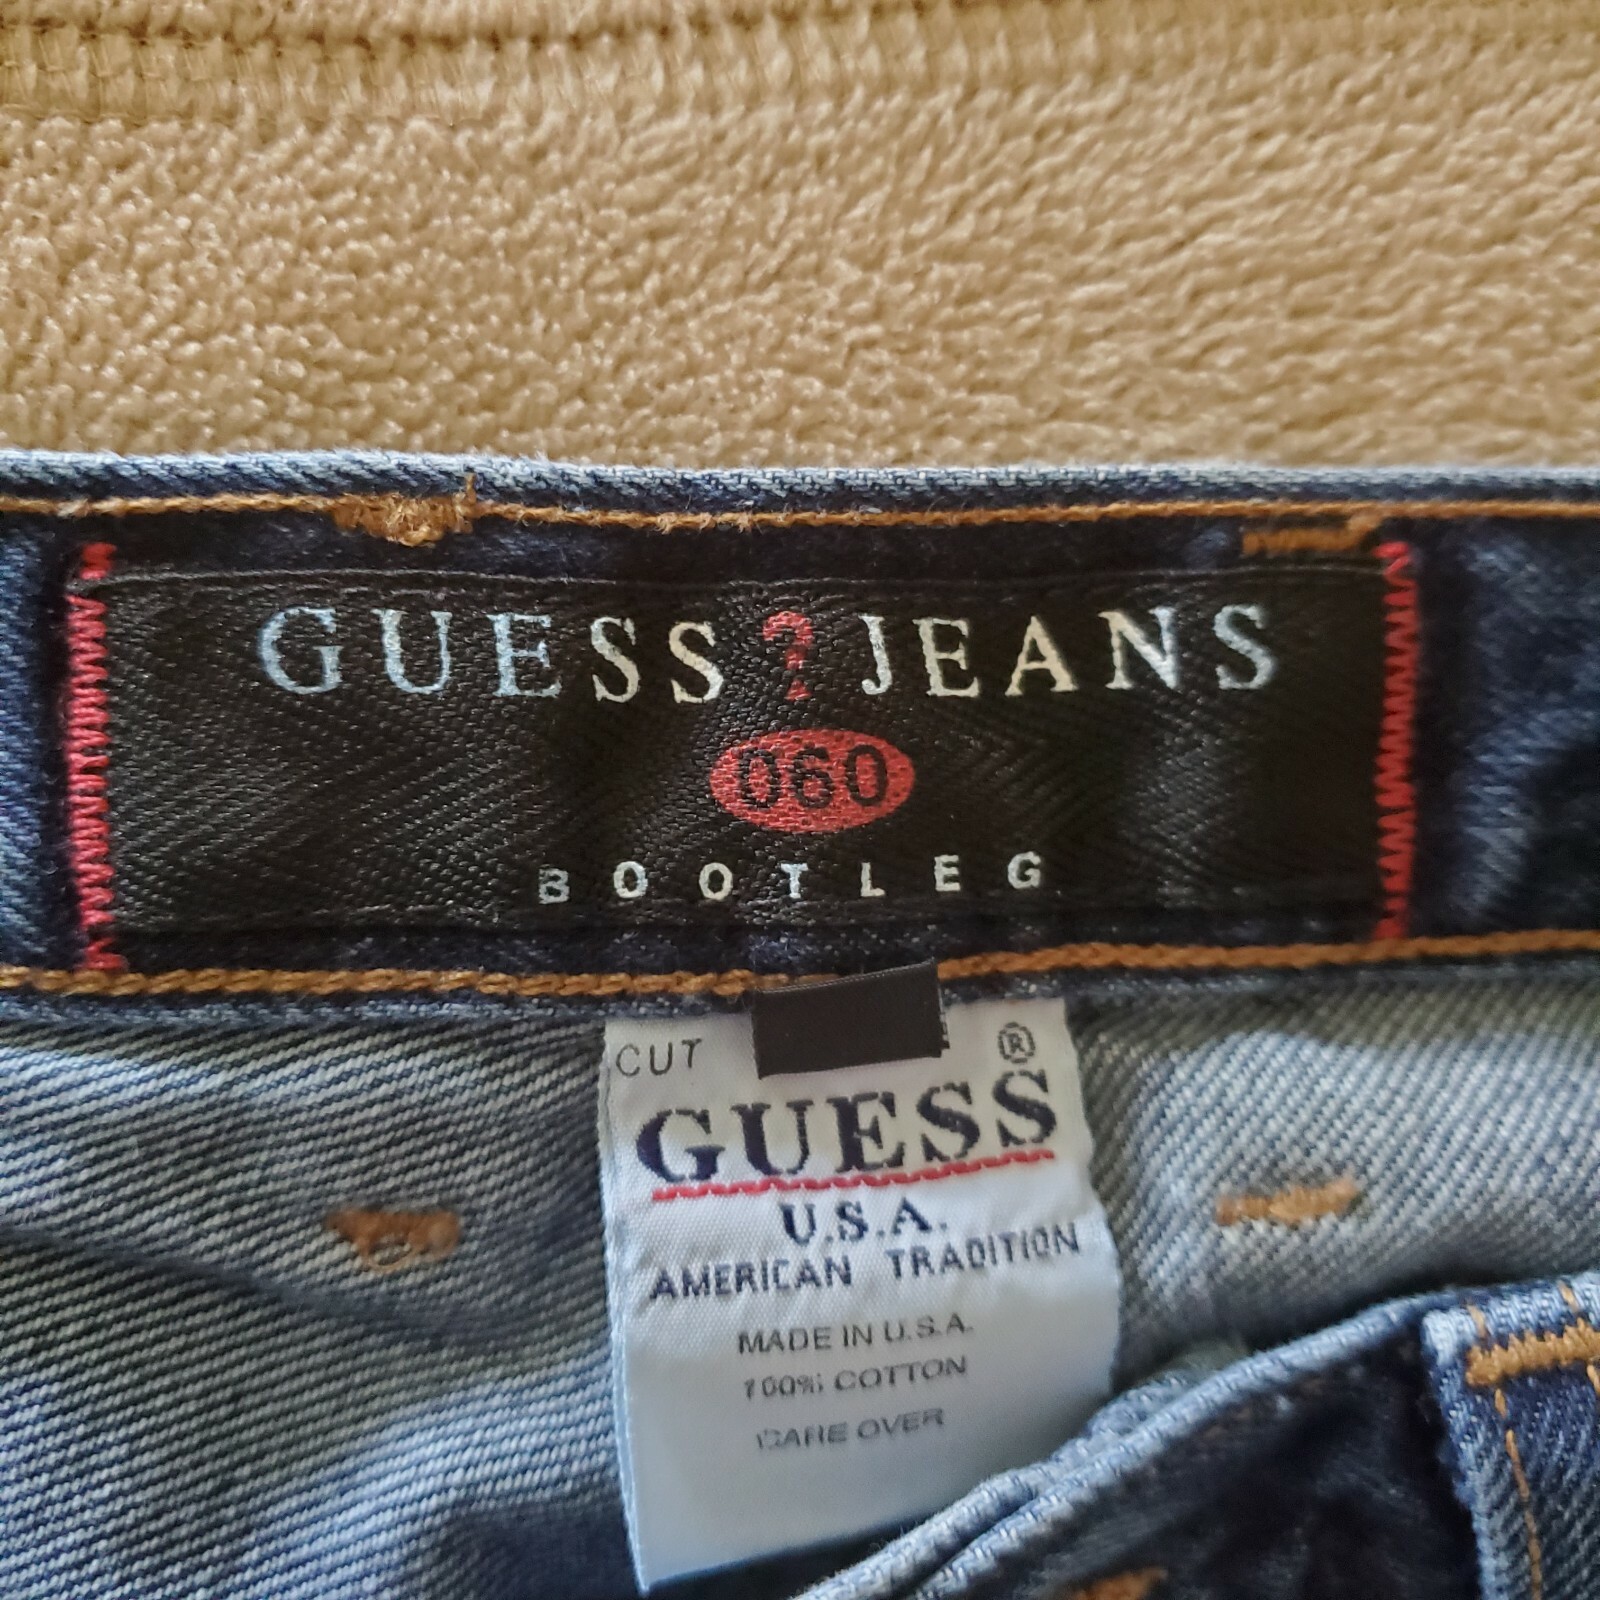 GUESS ? JEANS
060
BOOTLEG
CUT
®
GUESS
U.S.A.
AMERICAN TRADITION
MADE IN U.S.A.
100% COTTON
CARE OVER